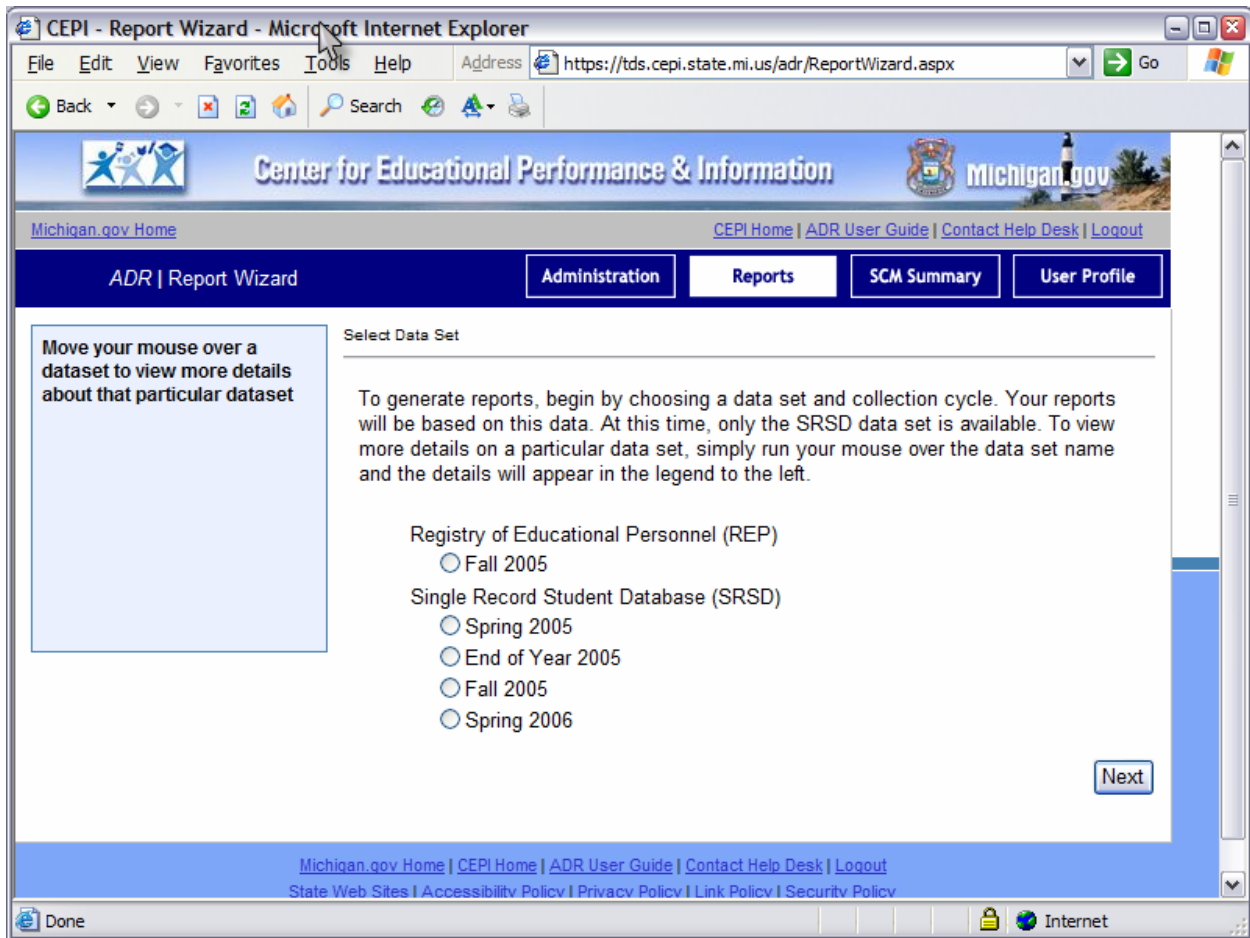 CEPI - Report Wizard - Microsoft Internet Explorer
File Edit View Favorites Tools Help Address https://tds.cepi.state.mi.us/adr/ReportWizard.aspx Go
Back Search
Center for Educational Performance & Information Michigan.gov
Michigan.gov Home CEPI Home | ADR User Guide | Contact Help Desk | Logout
ADR | Report Wizard Administration Reports SCM Summary User Profile
Move your mouse over a
dataset to view more details
about that particular dataset
Select Data Set
To generate reports, begin by choosing a data set and collection cycle. Your reports
will be based on this data. At this time, only the SRSD data set is available. To view
more details on a particular data set, simply run your mouse over the data set name
and the details will appear in the legend to the left.
Registry of Educational Personnel (REP)
Fall 2005
Single Record Student Database (SRSD)
Spring 2005
End of Year 2005
Fall 2005
Spring 2006
Next
Michigan.gov Home | CEPI Home | ADR User Guide | Contact Help Desk | Logout
State Web Sites | Accessibility Policy | Privacy Policy | Link Policy | Security Policy
Done Internet